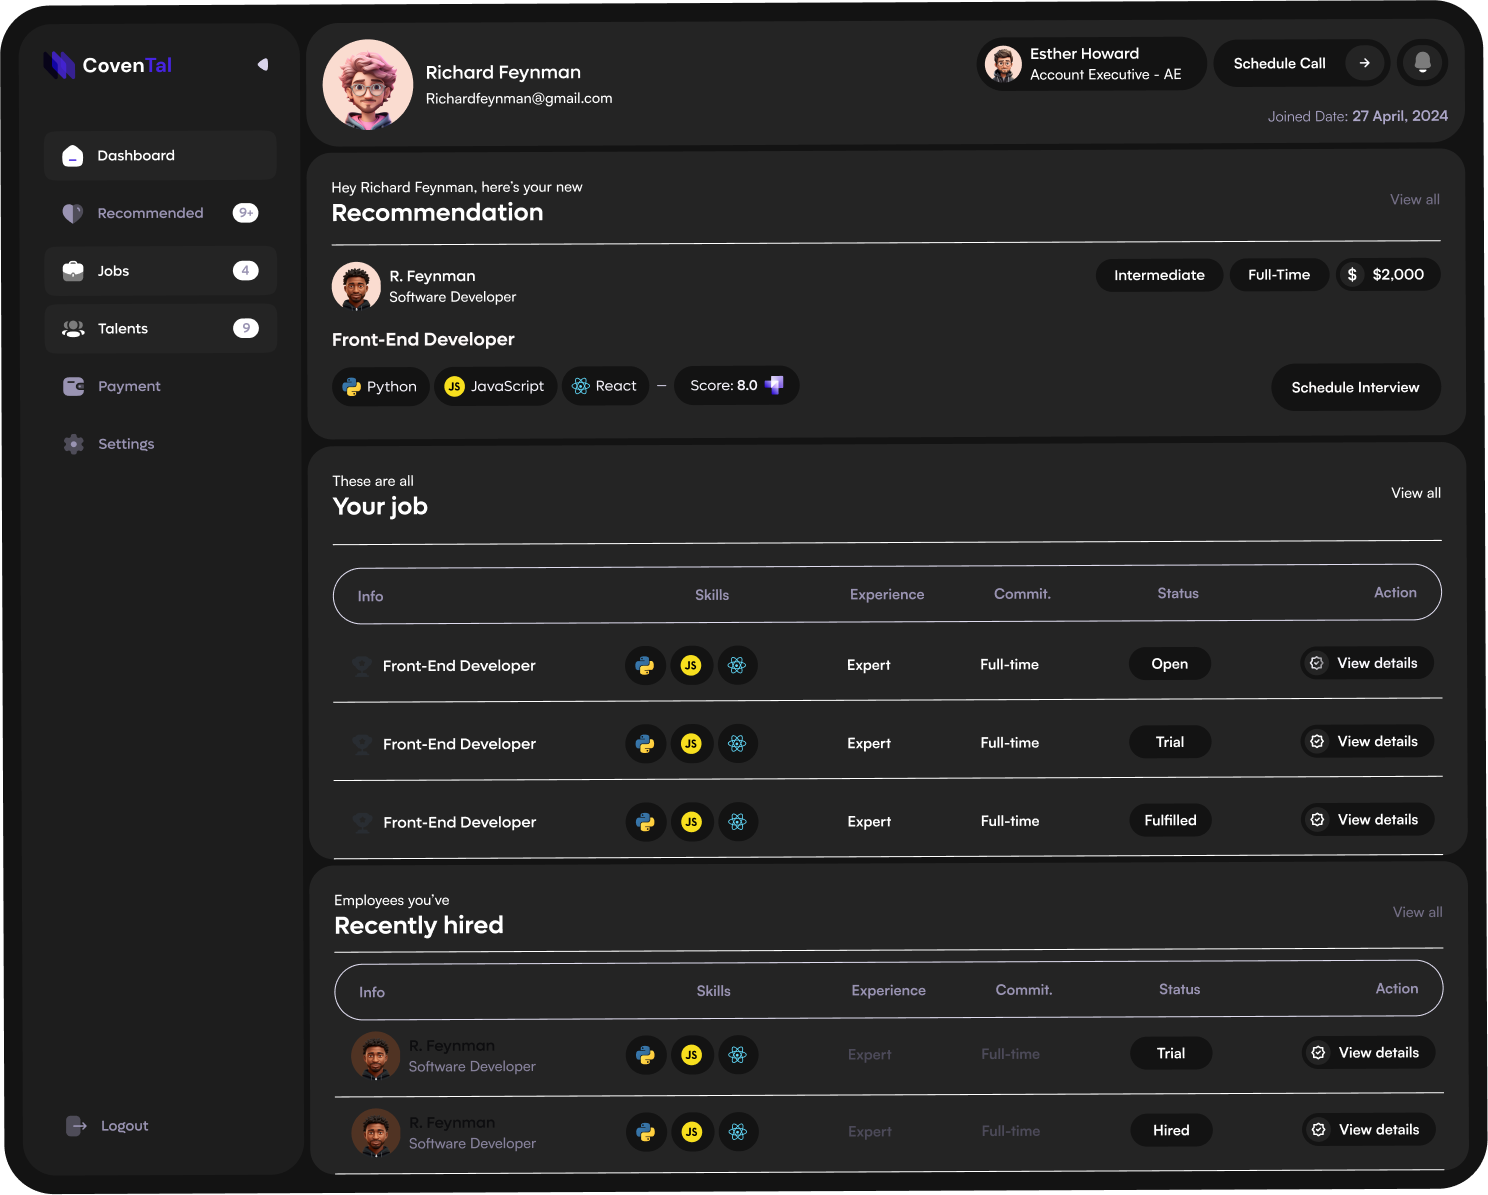 CovenTal
Dashboard
Recommended 9+
Jobs 4
Talents 9
Payment
Settings
Logout
Richard Feynman
Richardfeynman@gmail.com
Esther Howard
Account Executive - AE
Schedule Call
Joined Date: 27 April, 2024
Hey Richard Feynman, here's your new
Recommendation
View all
R. Feynman
Software Developer
Intermediate Full-Time $ $2,000
Front-End Developer
Python JS JavaScript React – Score: 8.0
Schedule Interview
These are all
Your job
View all
Info Skills Experience Commit. Status Action
Front-End Developer JS Expert Full-time Open View details
Front-End Developer JS Expert Full-time Trial View details
Front-End Developer JS Expert Full-time Fulfilled View details
Employees you've
Recently hired
View all
Info Skills Experience Commit. Status Action
R. Feynman
Software Developer JS Expert Full-time Trial View details
R. Feynman
Software Developer JS Expert Full-time Hired View details